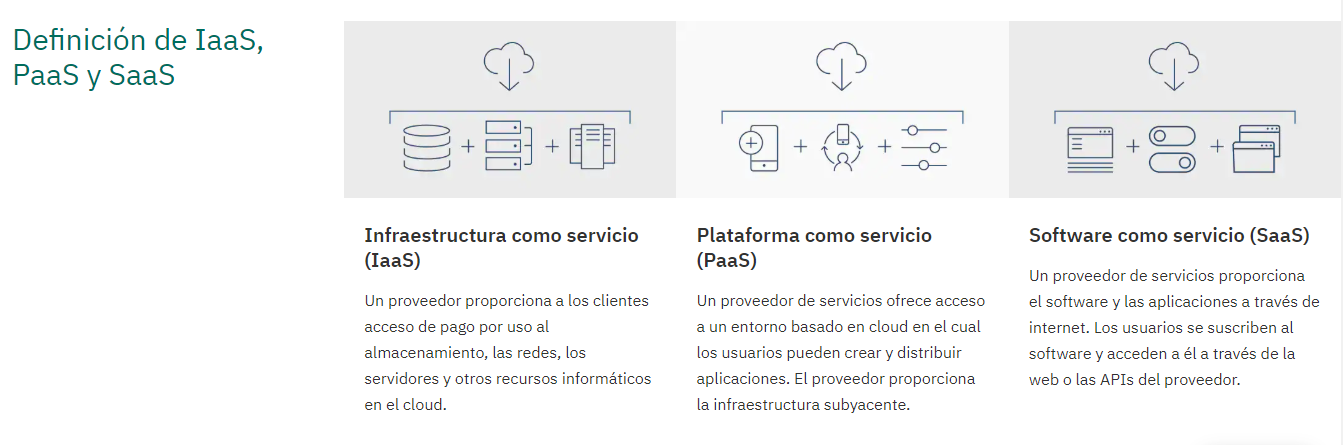 Definición de IaaS,
PaaS y SaaS
Infraestructura como servicio
(IaaS)
Un proveedor proporciona a los clientes
acceso de pago por uso al
almacenamiento, las redes, los
servidores y otros recursos informáticos
en el cloud.
Plataforma como servicio
(PaaS)
Un proveedor de servicios ofrece acceso
a un entorno basado en cloud en el cual
los usuarios pueden crear y distribuir
aplicaciones. El proveedor proporciona
la infraestructura subyacente.
Software como servicio (SaaS)
Un proveedor de servicios proporciona
el software y las aplicaciones a través de
internet. Los usuarios se suscriben al
software y acceden a él a través de la
web o las APIs del proveedor.